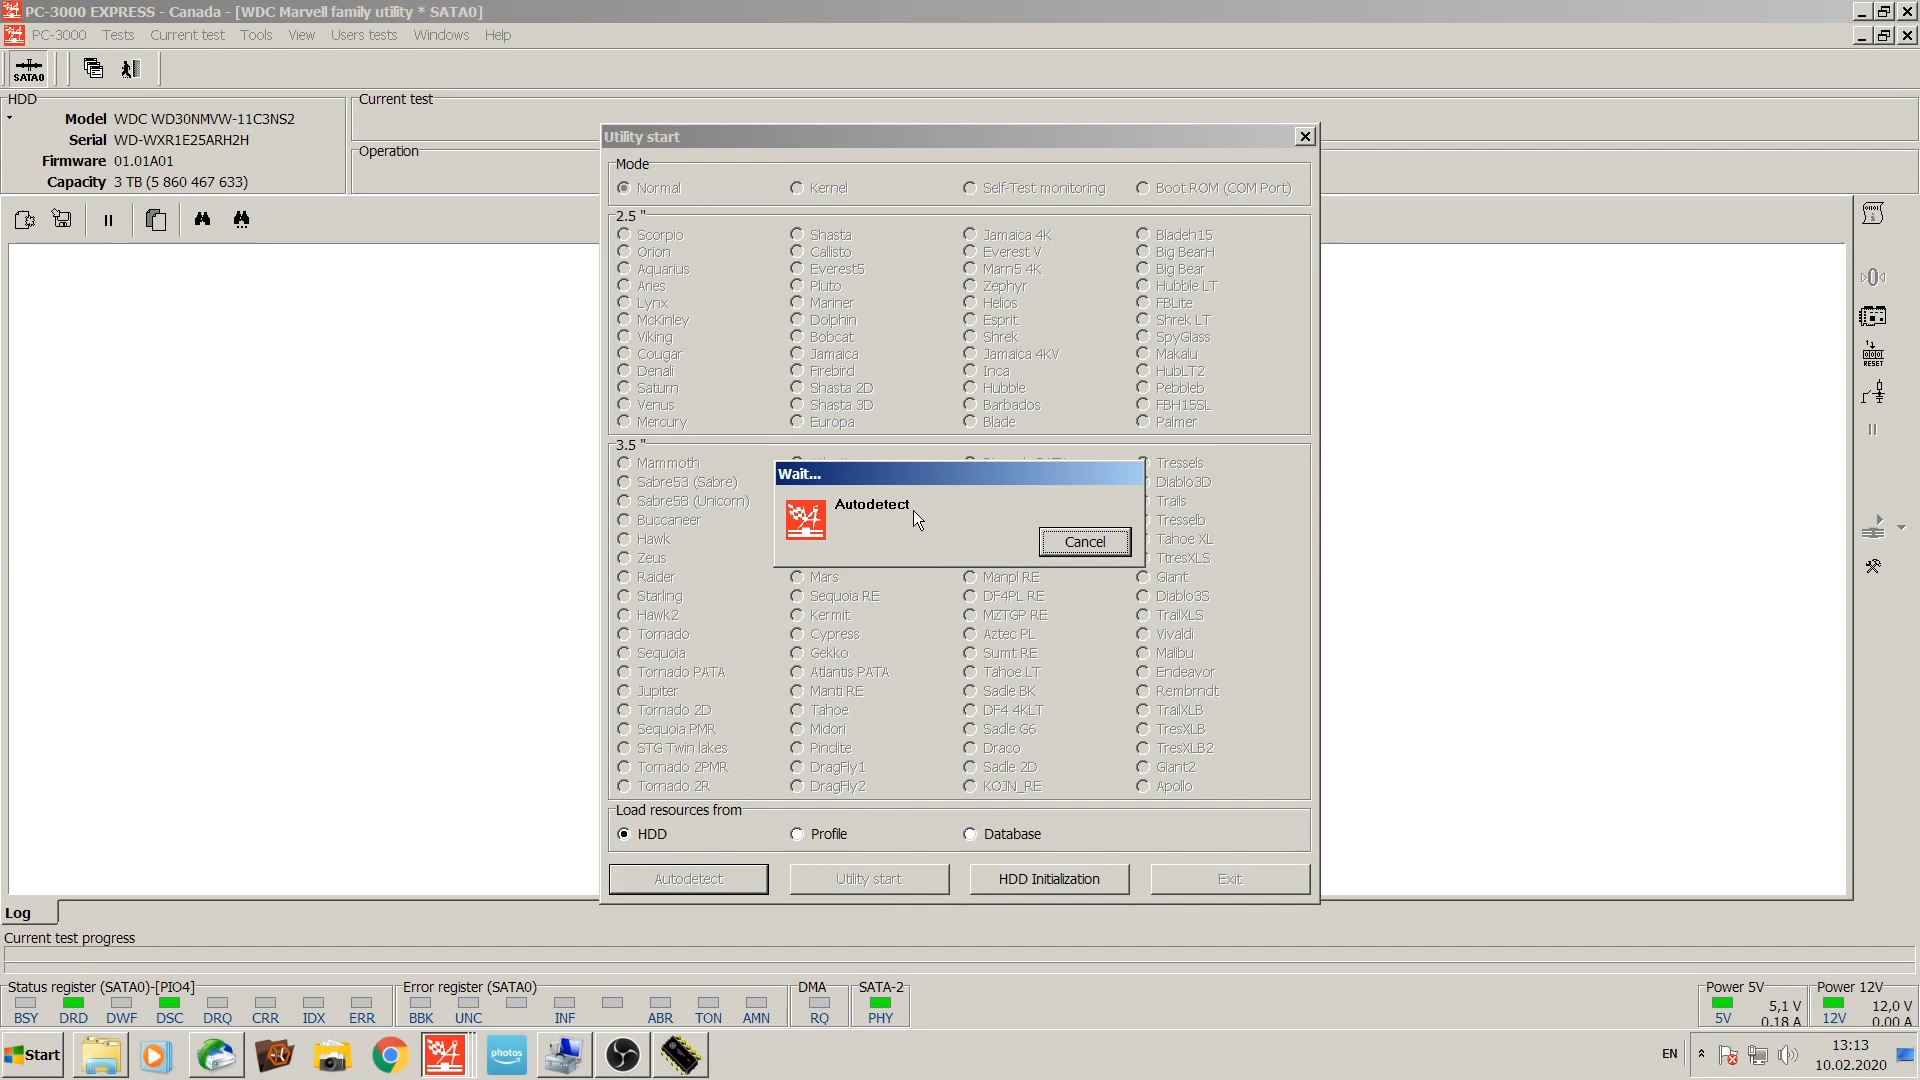 PC-3000 EXPRESS - Canada - [WDC Marvell family utility * SATA0]
PC-3000 Tests Current test Tools View Users tests Windows Help
SATA0
HDD
Model WDC WD30NMVW-11C3NS2
Serial WD-WXR1E25ARH2H
Firmware 01.01A01
Capacity 3 TB (5 860 467 633)
Current test
Operation
Utility start
Mode
Normal Kernel Self-Test monitoring Boot ROM (COM Port)
2.5 "
Scorpio Shasta Jamaica 4K Bladeh15
Orion Callisto Everest V Big BearH
Aquarius Everest5 Marn5 4K Big Bear
Aries Pluto Zephyr Hubble LT
Lynx Mariner Helios FBLite
McKinley Dolphin Esprit Shrek LT
Viking Bobcat Shrek SpyGlass
Cougar Jamaica Jamaica 4KV Makalu
Denali Firebird Inca HubLT2
Saturn Shasta 2D Hubble Pebbleb
Venus Shasta 3D Barbados FBH15SL
Mercury Europa Blade Palmer
3.5 "
Mammoth Tressels
Sabre53 (Sabre) Diablo3D
Sabre58 (Unicorn) Trails
Buccaneer Tresselb
Hawk Tahoe XL
Zeus TtresXLS
Raider Mars Manpl RE Giant
Starling Sequoia RE DF4PL RE Diablo3S
Hawk2 Kermit MZTGP RE TrailXLS
Tornado Cypress Aztec PL Vivaldi
Sequoia Gekko Sumt RE Malibu
Tornado PATA Atlantis PATA Tahoe LT Endeavor
Jupiter Manti RE Sadle BK Rembrndt
Tornado 2D Tahoe DF4 4KLT TrailXLB
Sequoia PMR Midori Sadle G6 TresXLB
STG Twin lakes Pinclite Draco TresXLB2
Tornado 2PMR DragFly1 Sadle 2D Giant2
Tornado 2R DragFly2 KOJN_RE Apollo
Wait...
Autodetect
Cancel
Load resources from
HDD Profile Database
Autodetect Utility start HDD Initialization Exit
RESET
Log
Current test progress
Status register (SATA0)-[PIO4] Error register (SATA0) DMA SATA-2 Power 5V Power 12V
BSY DRD DWF DSC DRQ CRR IDX ERR BBK UNC INF ABR TON AMN RQ PHY 5V 5,1 V 0.18 A 12V 12,0 V 0.00 A
Start photos EN 13:13
10.02.2020